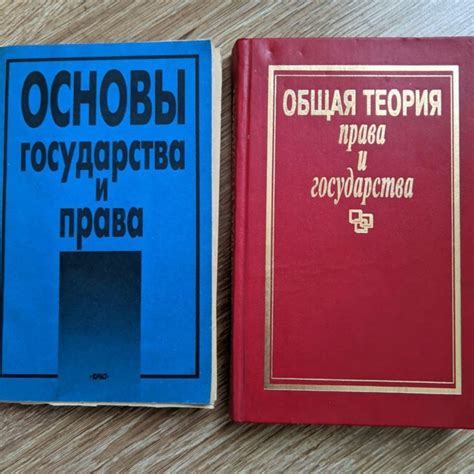 ОСНОВЫ
государства
и
права
ОБЩАЯ ТЕОРИЯ
права
и
государства